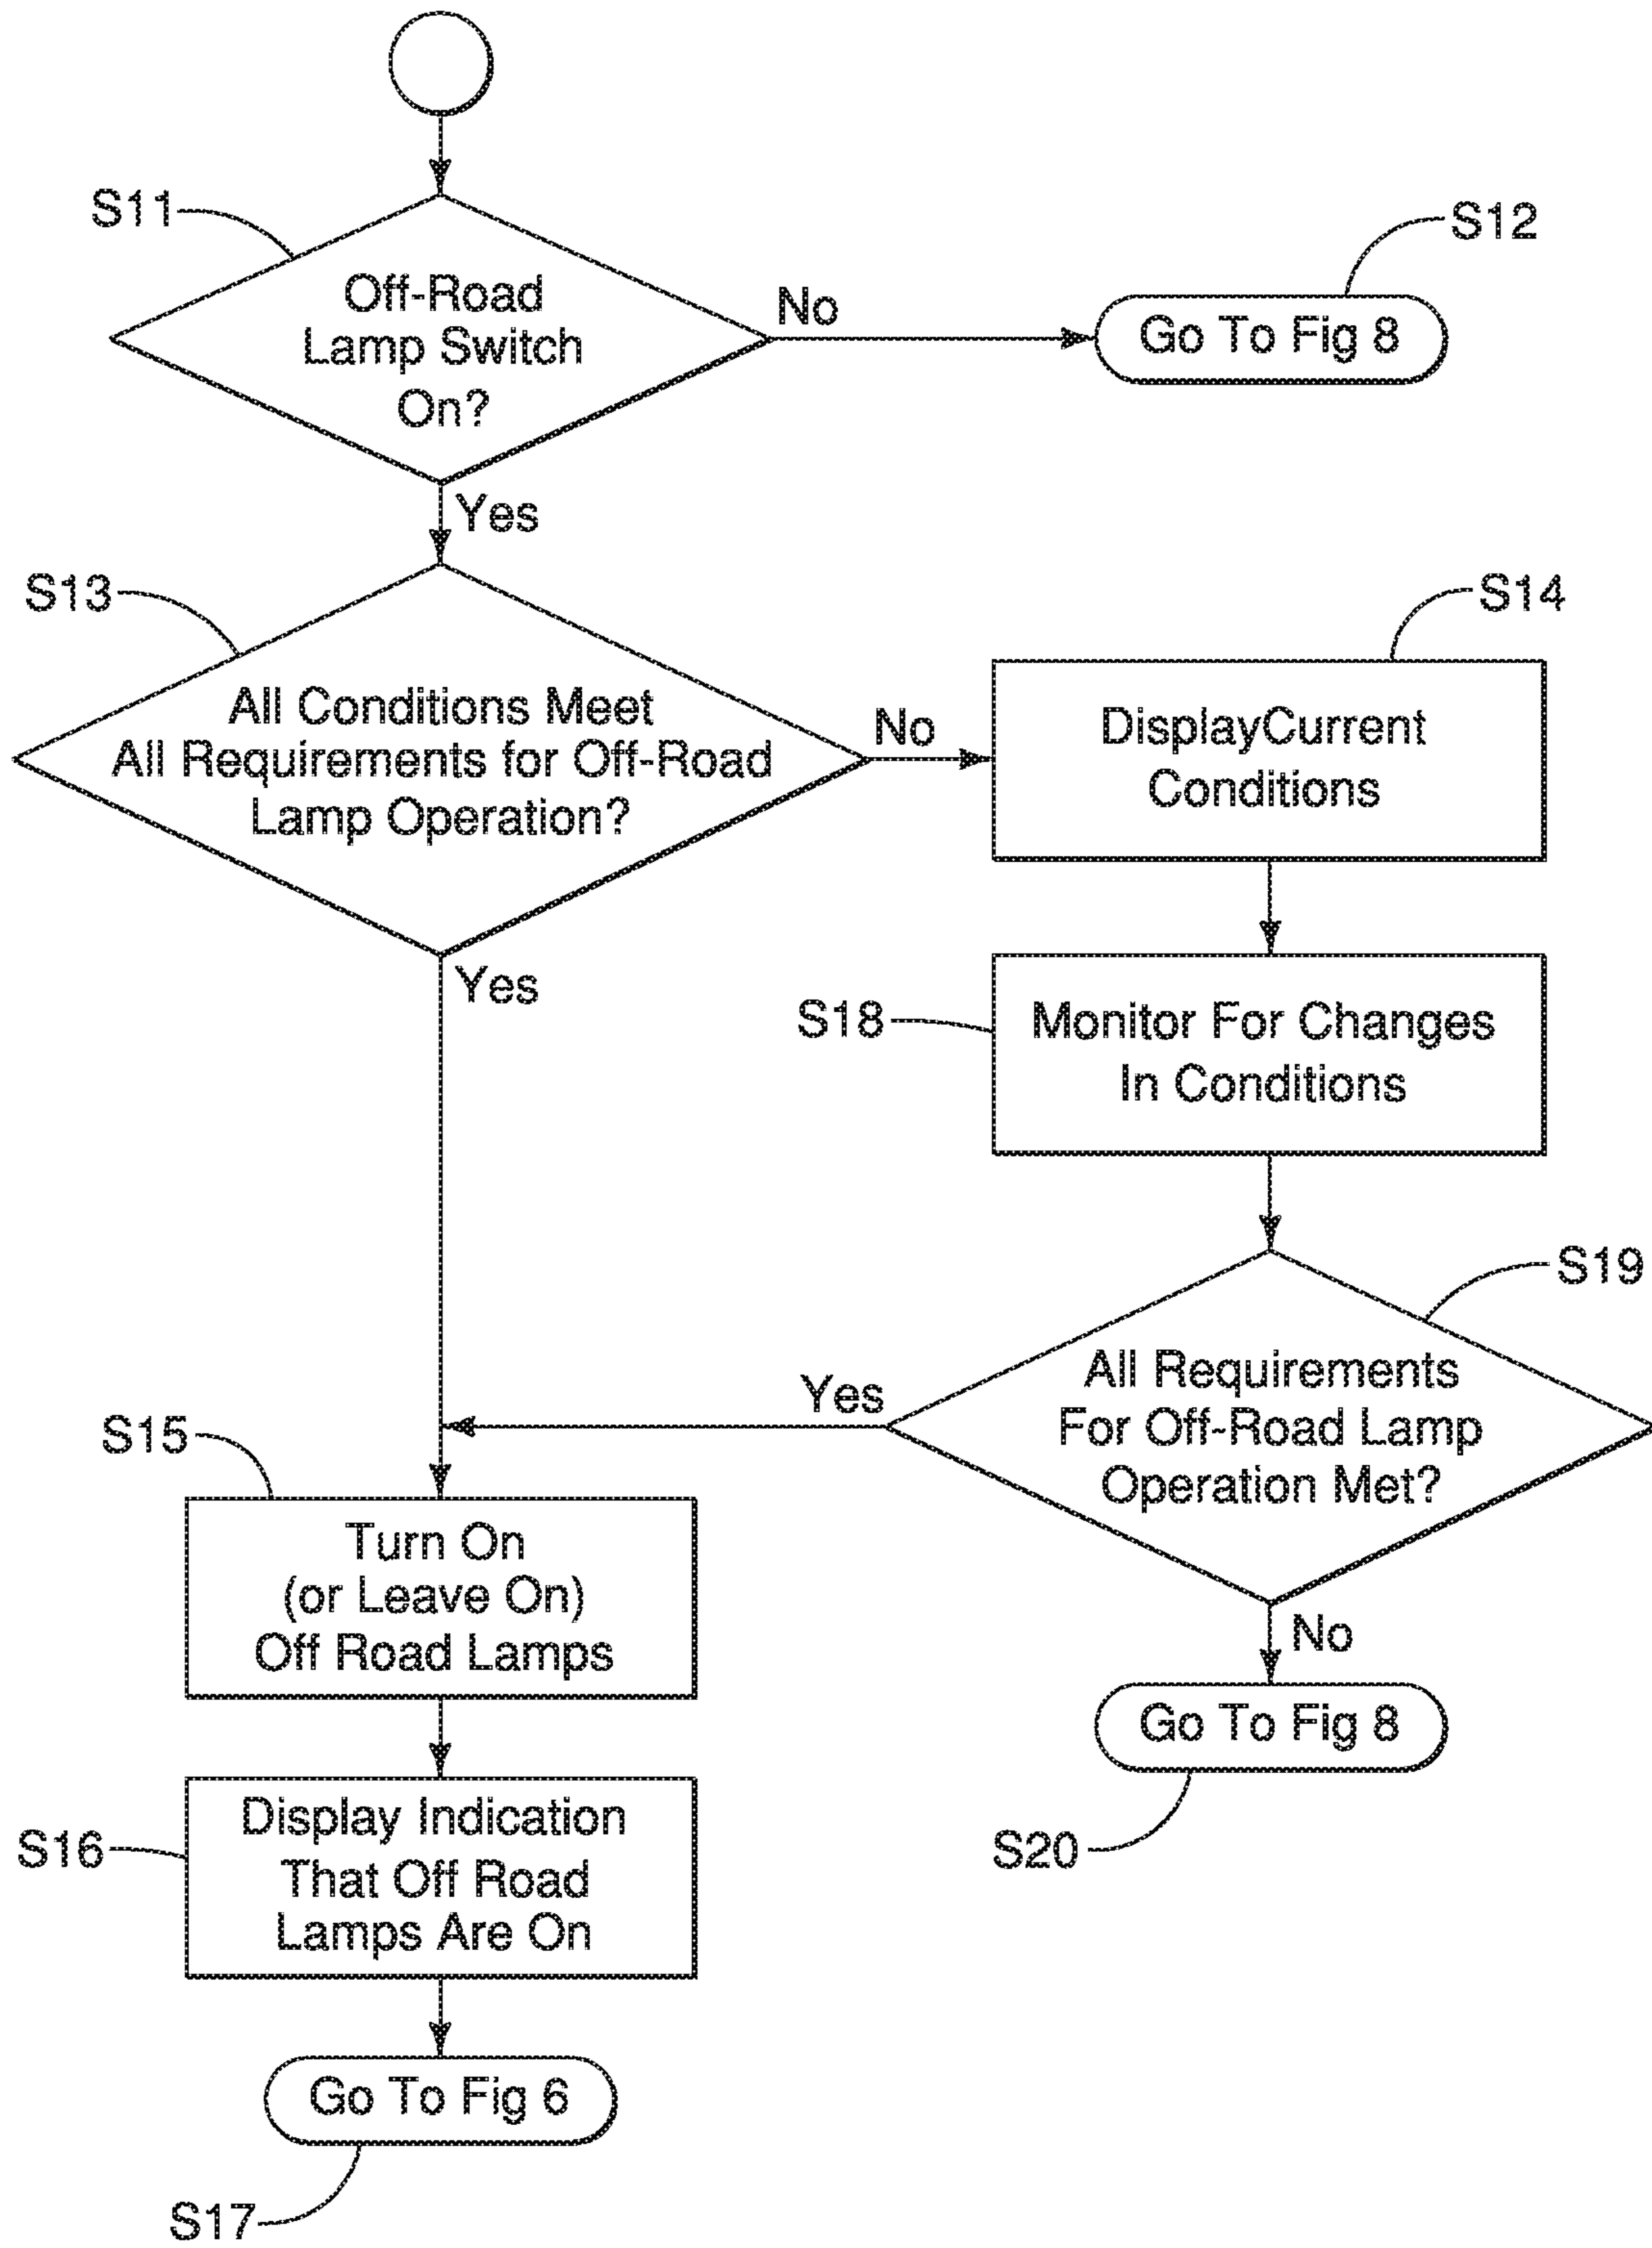 S11
Off-Road
Lamp Switch
On?
No
S12
Go To Fig 8
Yes
S13
All Conditions Meet
All Requirements for Off-Road
Lamp Operation?
No
S14
DisplayCurrent
Conditions
Yes
S18
Monitor For Changes
In Conditions
S19
All Requirements
For Off-Road Lamp
Operation Met?
Yes
S15
Turn On
(or Leave On)
Off Road Lamps
No
Go To Fig 8
S20
S16
Display Indication
That Off Road
Lamps Are On
Go To Fig 6
S17